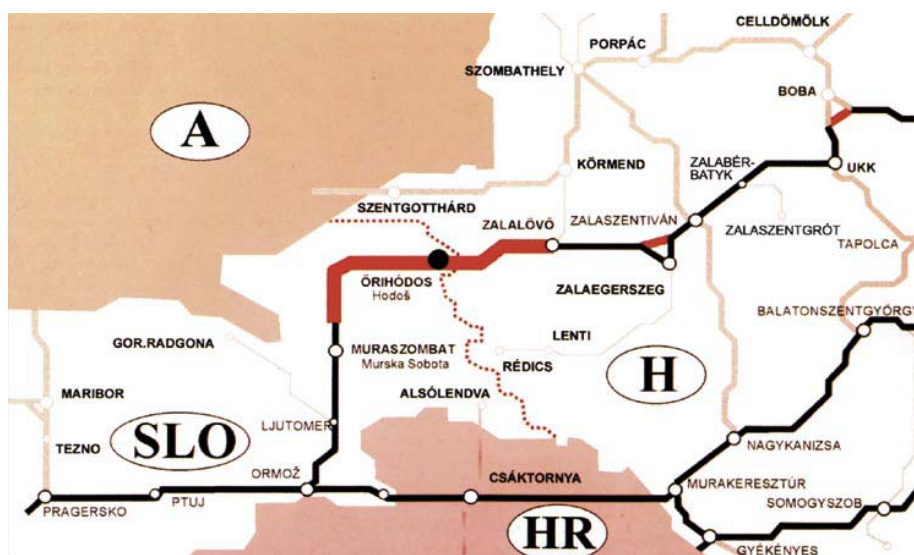 CELLDÖMÖLK
PORPÁC
SZOMBATHELY
BOBA
A
KÖRMEND
ZALABÉR-
BATYK
UKK
SZENTGOTTHÁRD
ZALALÖVŐ
ZALASZENTIVÁN
ZALASZENTGRÓT
TAPOLCA
ŐRIHÓDOS
Hodoš
ZALAEGERSZEG
BALATONSZENTGYÖRGY
GOR.RADGONA
MURASZOMBAT
Murska Sobota
LENTI
RÉDICS
H
MARIBOR
ALSÓLENDVA
SLO
LJUTOMER
TEZNO
NAGYKANIZSA
ORMOŽ
CSÁKTORNYA
MURAKERESZTÚR
SOMOGYSZOB
PRAGERSKO
PTUJ
HR
GYÉKÉNYES